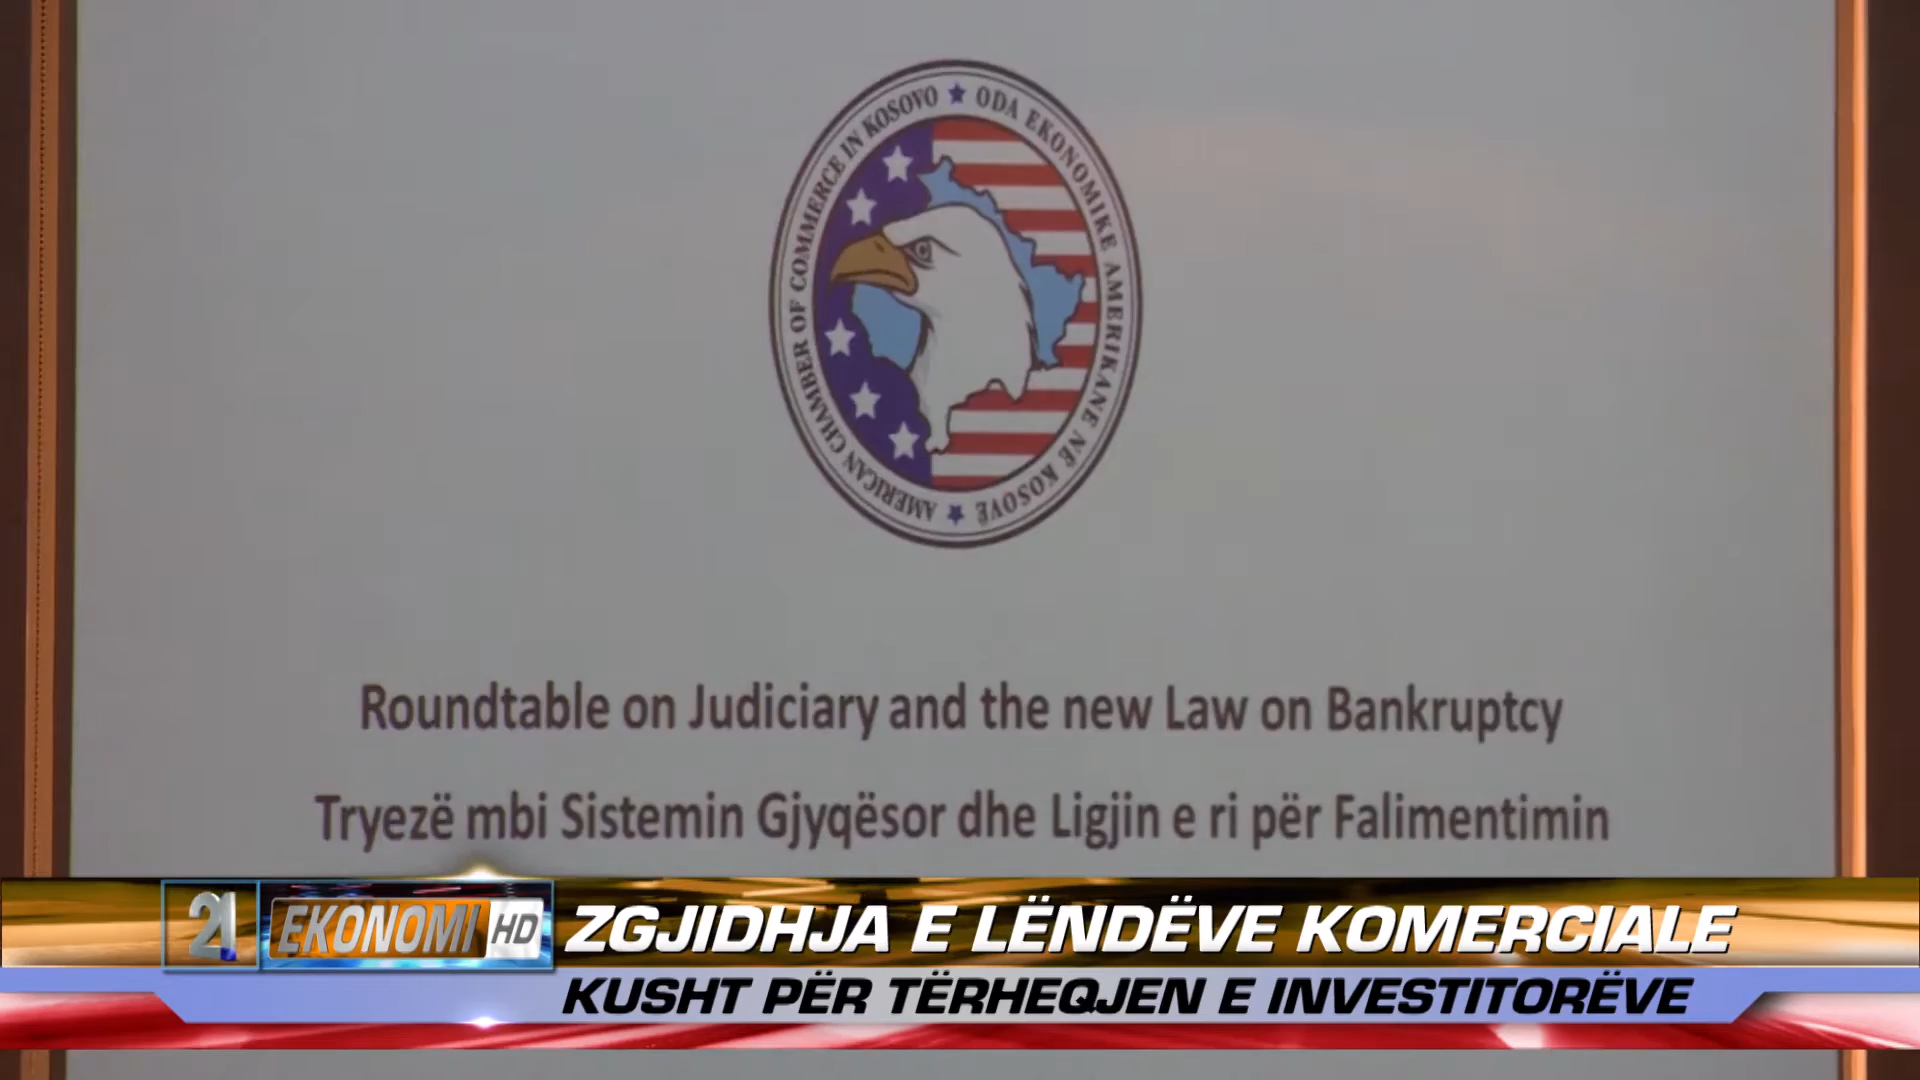 AMERICAN CHAMBER OF COMMERCE IN KOSOVO ★ ODA EKONOMIKE AMERIKANE NË KOSOVË ★
Roundtable on Judiciary and the new Law on Bankruptcy
Tryezë mbi Sistemin Gjyqësor dhe Ligjin e ri për Falimentimin
21 EKONOMI HD ZGJIDHJA E LËNDËVE KOMERCIALE
KUSHT PËR TËRHEQJEN E INVESTITORËVE